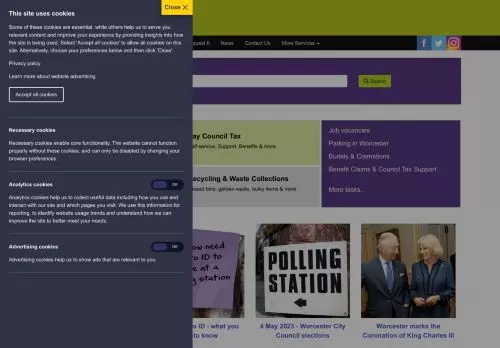 Close ×
This site uses cookies
Some of these cookies are essential, while others help us to serve you
relevant content and improve your experience by providing insights into how
the site is being used. Select 'Accept all cookies' to allow all cookies on this
site. Alternatively, choose your preferences below and then click 'Close'
Privacy policy
Learn more about website advertising
Accept all cookies
Necessary cookies
Necessary cookies enable core functionality. The website cannot function
properly without these cookies, and can only be disabled by changing your
browser preferences
Analytics cookies
Off
Analytics cookies help us to collect useful data including how you use and
interact with our site and which pages you visit. We use this information for
reporting, to identify website usage trends and understand how we can
improve the site to better meet your needs.
Advertising cookies
Off
Advertising cookies help us to show ads that are relevant to you.
quest It News Contact Us More Services
Search
ay Council Tax
elf-service, Support, Benefits & more
ecycling & Waste Collections
issed bins, garden waste, bulky items & more
Job vacancies
Parking in Worcester
Burials & Cremations
Benefit Claims & Council Tax Support
More tasks..
w need
ID
e at a
g station
POLLING
STATION
o ID - what you
to know
4 May 2023 - Worcester City
Council elections
Worcester marks the
Coronation of King Charles III